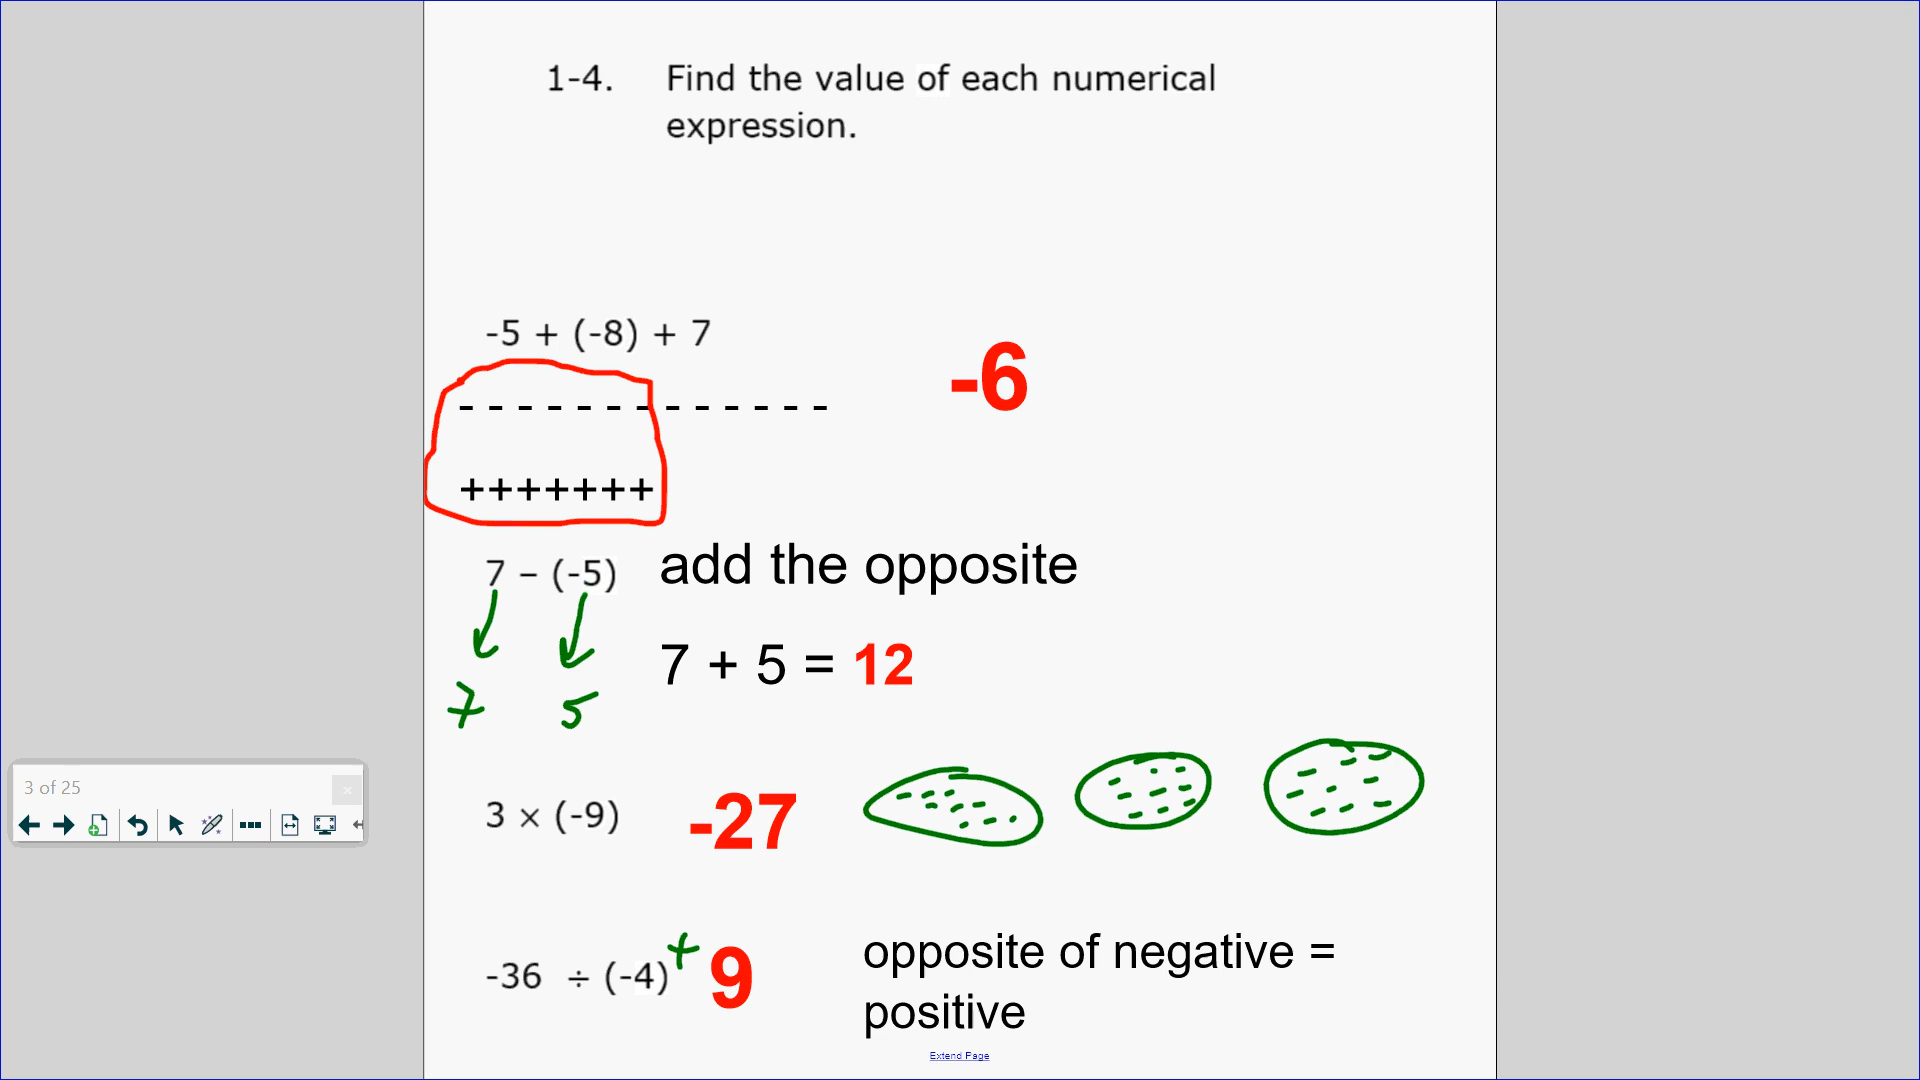 1-4. Find the value of each numerical
expression.
-5 + (-8) + 7
-6
- - - - - - - - - - - - -
+++++++
7 – (-5) add the opposite
7 5
7 + 5 = 12
3 × (-9) -27
-36 ÷ (-4) + 9
opposite of negative =
positive
Extend Page
3 of 25